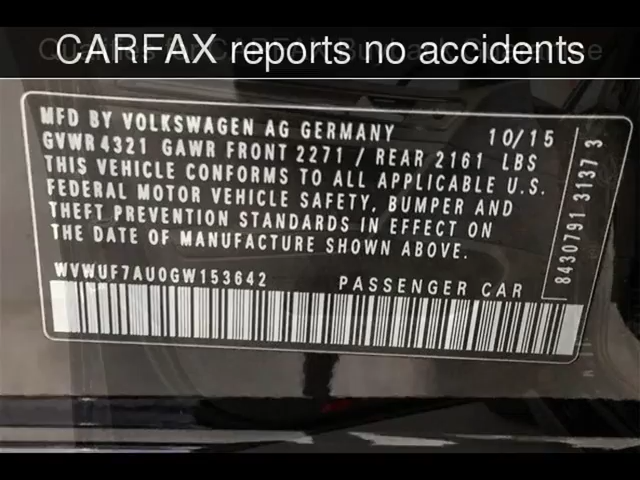 CARFAX reports no accidents
MFD BY VOLKSWAGEN AG GERMANY 10/15
GVWR 4321 GAWR FRONT 2271 / REAR 2161 LBS
THIS VEHICLE CONFORMS TO ALL APPLICABLE U.S.
FEDERAL MOTOR VEHICLE SAFETY, BUMPER AND
THEFT PREVENTION STANDARDS IN EFFECT ON
THE DATE OF MANUFACTURE SHOWN ABOVE.
WVWUF7AU0GW153642 PASSENGER CAR
8430791 3137 3